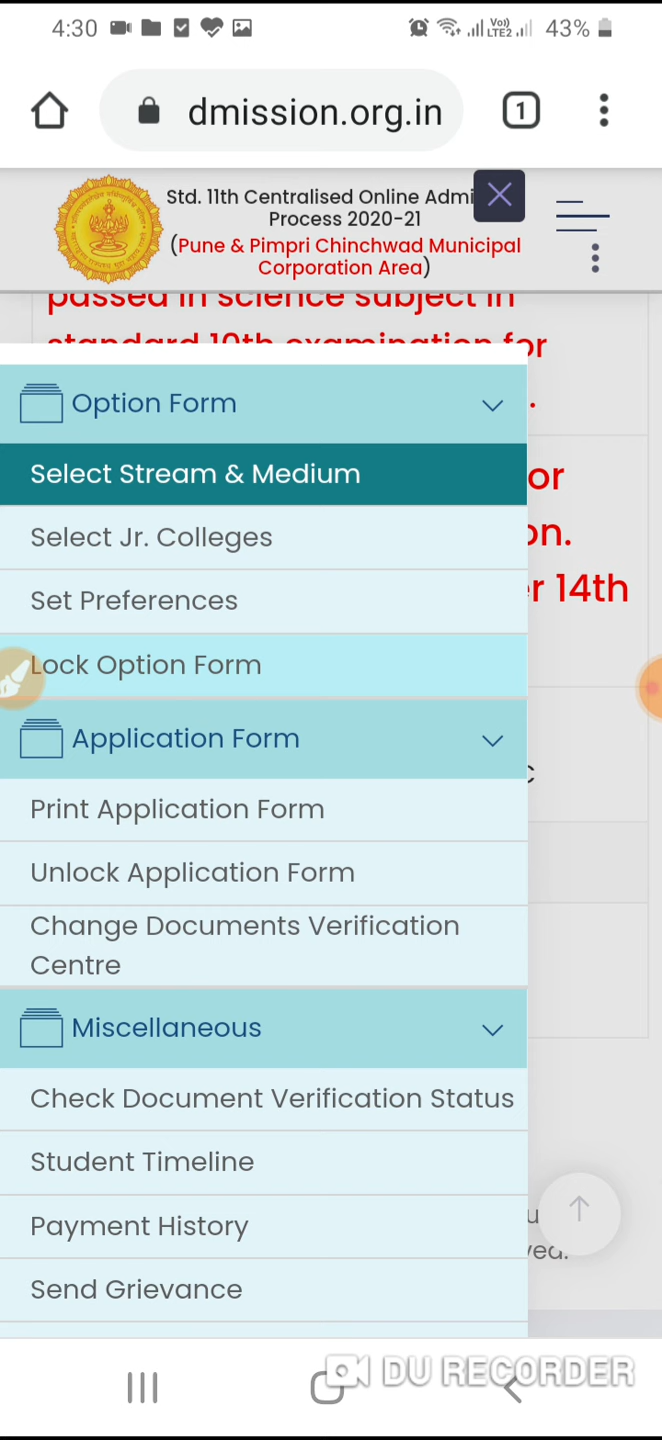 4:30
Vo))
LTE2
43%
dmission.org.in
1
Std. 11th Centralised Online Admi
Process 2020-21
(Pune & Pimpri Chinchwad Municipal
Corporation Area)
passed in science subject in
standard 10th examination for
Option Form
.
Select Stream & Medium
or
Select Jr. Colleges
on.
Set Preferences
r 14th
Lock Option Form
Application Form
Print Application Form
Unlock Application Form
Change Documents Verification
Centre
Miscellaneous
Check Document Verification Status
Student Timeline
Payment History
ved.
Send Grievance
DU RECORDER